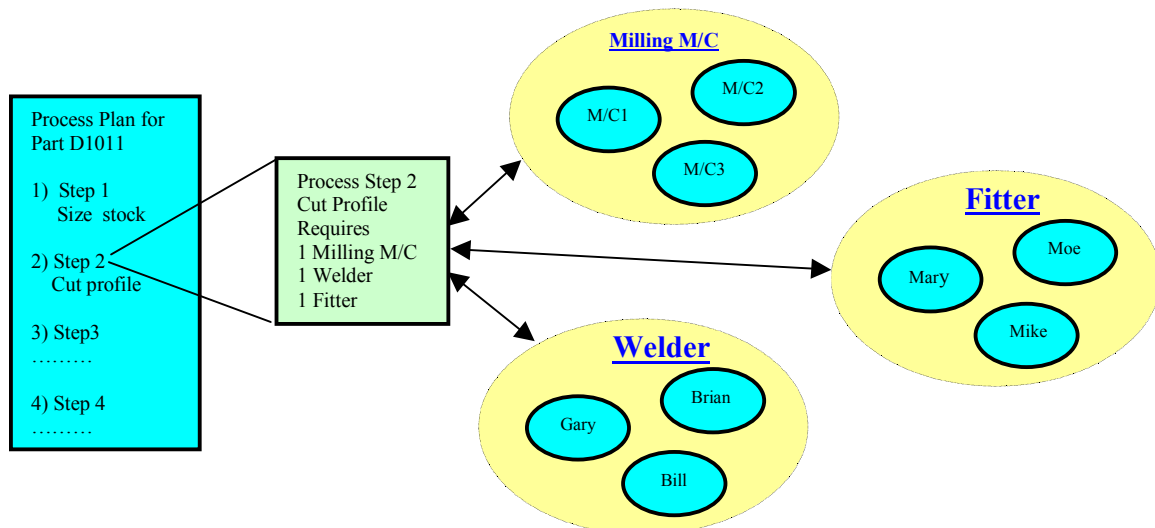 Process Plan for
Part D1011
1) Step 1
Size stock
2) Step 2
Cut profile
3) Step3
………
4) Step 4
………
Process Step 2
Cut Profile
Requires
1 Milling M/C
1 Welder
1 Fitter
Milling M/C
M/C1
M/C2
M/C3
Fitter
Mary
Moe
Mike
Welder
Gary
Brian
Bill